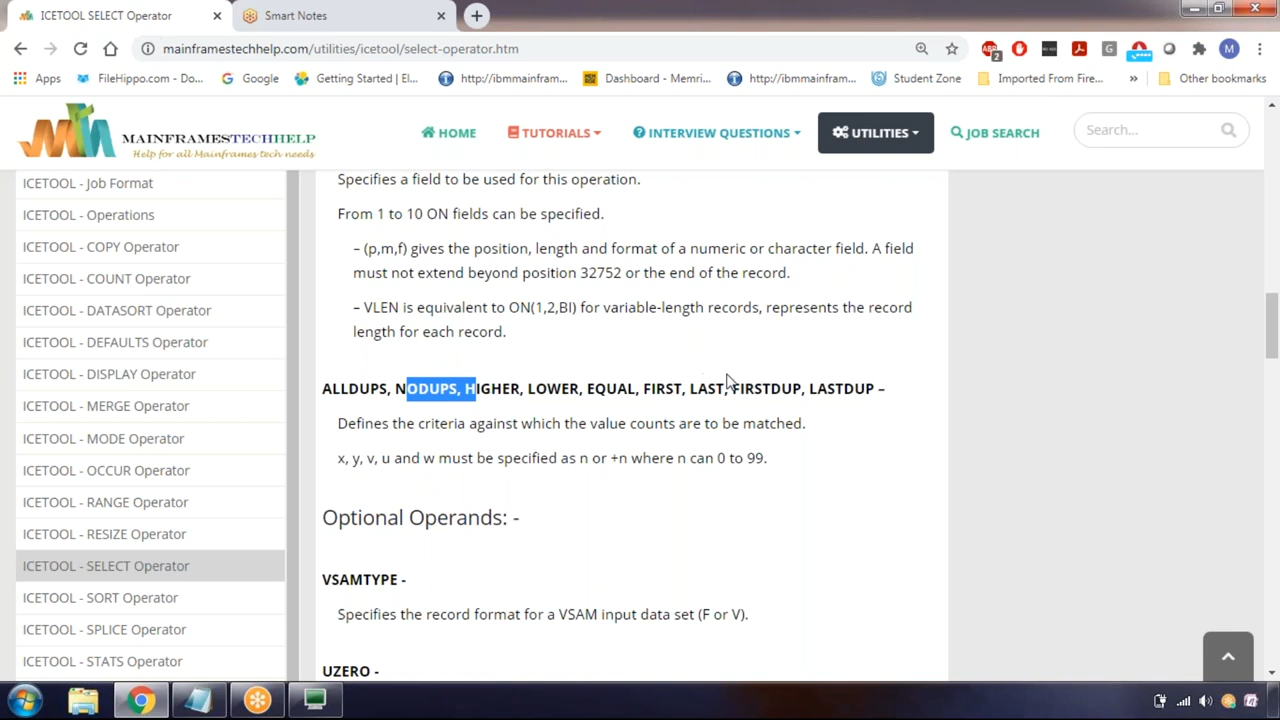 ICETOOL SELECT Operator
Smart Notes
mainframestechhelp.com/utilities/icetool/select-operator.htm
Apps
FileHippo.com - Do...
Google
Getting Started | El...
http://ibmmainfram...
Dashboard - Memri...
http://ibmmainfram...
Student Zone
Imported From Fire...
»
Other bookmarks
MAINFRAMESTECHHELP
Help for all Mainframes tech needs
HOME
TUTORIALS
INTERVIEW QUESTIONS
UTILITIES
JOB SEARCH
Search...
ICETOOL - Job Format
ICETOOL - Operations
ICETOOL - COPY Operator
ICETOOL - COUNT Operator
ICETOOL - DATASORT Operator
ICETOOL - DEFAULTS Operator
ICETOOL - DISPLAY Operator
ICETOOL - MERGE Operator
ICETOOL - MODE Operator
ICETOOL - OCCUR Operator
ICETOOL - RANGE Operator
ICETOOL - RESIZE Operator
ICETOOL - SELECT Operator
ICETOOL - SORT Operator
ICETOOL - SPLICE Operator
ICETOOL - STATS Operator
Specifies a field to be used for this operation.
From 1 to 10 ON fields can be specified.
– (p,m,f) gives the position, length and format of a numeric or character field. A field
must not extend beyond position 32752 or the end of the record.
– VLEN is equivalent to ON(1,2,BI) for variable-length records, represents the record
length for each record.
ALLDUPS, NODUPS, HIGHER, LOWER, EQUAL, FIRST, LAST, FIRSTDUP, LASTDUP –
Defines the criteria against which the value counts are to be matched.
x, y, v, u and w must be specified as n or +n where n can 0 to 99.
Optional Operands: -
VSAMTYPE -
Specifies the record format for a VSAM input data set (F or V).
UZERO -